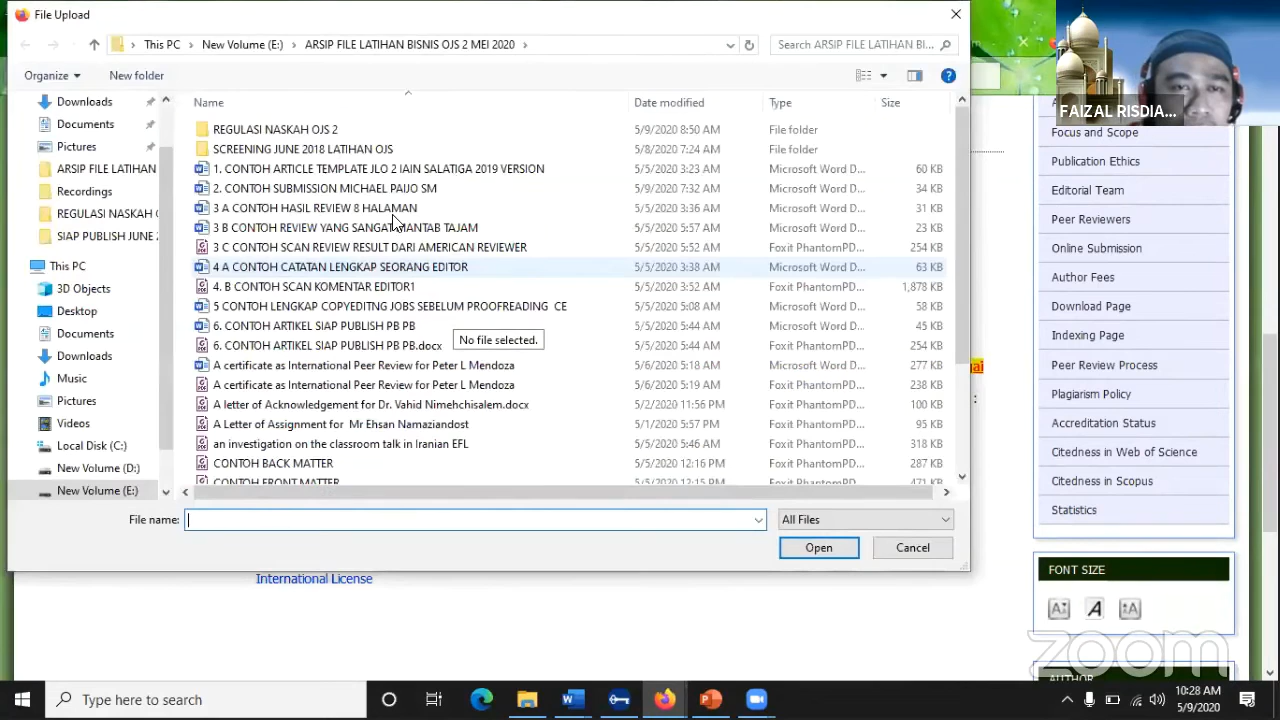 File Upload
This PC > New Volume (E:) > ARSIP FILE LATIHAN BISNIS OJS 2 MEI 2020 >
Search ARSIP FILE LATIHAN BI...
Organize
New folder
FAIZAL RISDIA...
Name
Date modified
Type
Size
Downloads
Documents
Pictures
ARSIP FILE LATIHAN
Recordings
REGULASI NASKAH
SIAP PUBLISH JUNE
This PC
3D Objects
Desktop
Documents
Downloads
Music
Pictures
Videos
Local Disk (C:)
New Volume (D:)
New Volume (E:)
REGULASI NASKAH OJS 2 5/9/2020 8:50 AM File folder
SCREENING JUNE 2018 LATIHAN OJS 5/8/2020 7:24 AM File folder
1. CONTOH ARTICLE TEMPLATE JLO 2 IAIN SALATIGA 2019 VERSION 5/5/2020 3:23 AM Microsoft Word D... 60 KB
2. CONTOH SUBMISSION MICHAEL PAIJO SM 5/9/2020 7:32 AM Microsoft Word D... 34 KB
3 A CONTOH HASIL REVIEW 8 HALAMAN 5/5/2020 3:36 AM Microsoft Word D... 31 KB
3 B CONTOH REVIEW YANG SANGAT MANTAB TAJAM 5/5/2020 5:57 AM Microsoft Word D... 23 KB
3 C CONTOH SCAN REVIEW RESULT DARI AMERICAN REVIEWER 5/5/2020 5:52 AM Foxit PhantomPD... 254 KB
4 A CONTOH CATATAN LENGKAP SEORANG EDITOR 5/5/2020 3:38 AM Microsoft Word D... 63 KB
4. B CONTOH SCAN KOMENTAR EDITOR1 5/5/2020 3:52 AM Foxit PhantomPD... 1,878 KB
5 CONTOH LENGKAP COPYEDITNG JOBS SEBELUM PROOFREADING CE 5/5/2020 5:08 AM Microsoft Word D... 58 KB
6. CONTOH ARTIKEL SIAP PUBLISH PB PB 5/5/2020 5:44 AM Microsoft Word D... 45 KB
6. CONTOH ARTIKEL SIAP PUBLISH PB PB.docx 5/5/2020 5:44 AM Foxit PhantomPD... 254 KB
No file selected.
A certificate as International Peer Review for Peter L Mendoza 5/6/2020 5:18 AM Microsoft Word D... 277 KB
A certificate as International Peer Review for Peter L Mendoza 5/6/2020 5:19 AM Foxit PhantomPD... 238 KB
A letter of Acknowledgement for Dr. Vahid Nimehchisalem.docx 5/2/2020 11:56 PM Foxit PhantomPD... 100 KB
A Letter of Assignment for Mr Ehsan Namaziandost 5/1/2020 5:57 PM Foxit PhantomPD... 95 KB
an investigation on the classroom talk in Iranian EFL 5/5/2020 5:46 AM Foxit PhantomPD... 318 KB
CONTOH BACK MATTER 5/5/2020 12:16 PM Foxit PhantomPD... 287 KB
CONTOH FRONT MATTER 5/5/2020 12:15 PM Foxit PhantomPD... 471 KB
File name:
All Files
Open
Cancel
International License
Focus and Scope
Publication Ethics
Editorial Team
Peer Reviewers
Online Submission
Author Fees
Download Page
Indexing Page
Peer Review Process
Plagiarism Policy
Accreditation Status
Citedness in Web of Science
Citedness in Scopus
Statistics
FONT SIZE
zoom
AUTHOR
Type here to search
10:28 AM
5/9/2020